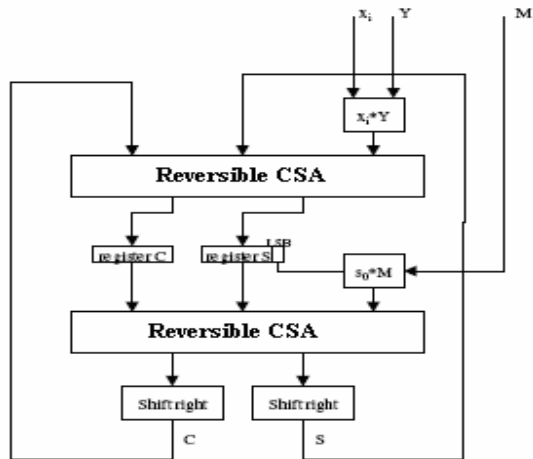 xᵢ Y M
xᵢ*Y
Reversible CSA
register C
register S
LSB
s₀*M
Reversible CSA
Shift right
Shift right
C
S